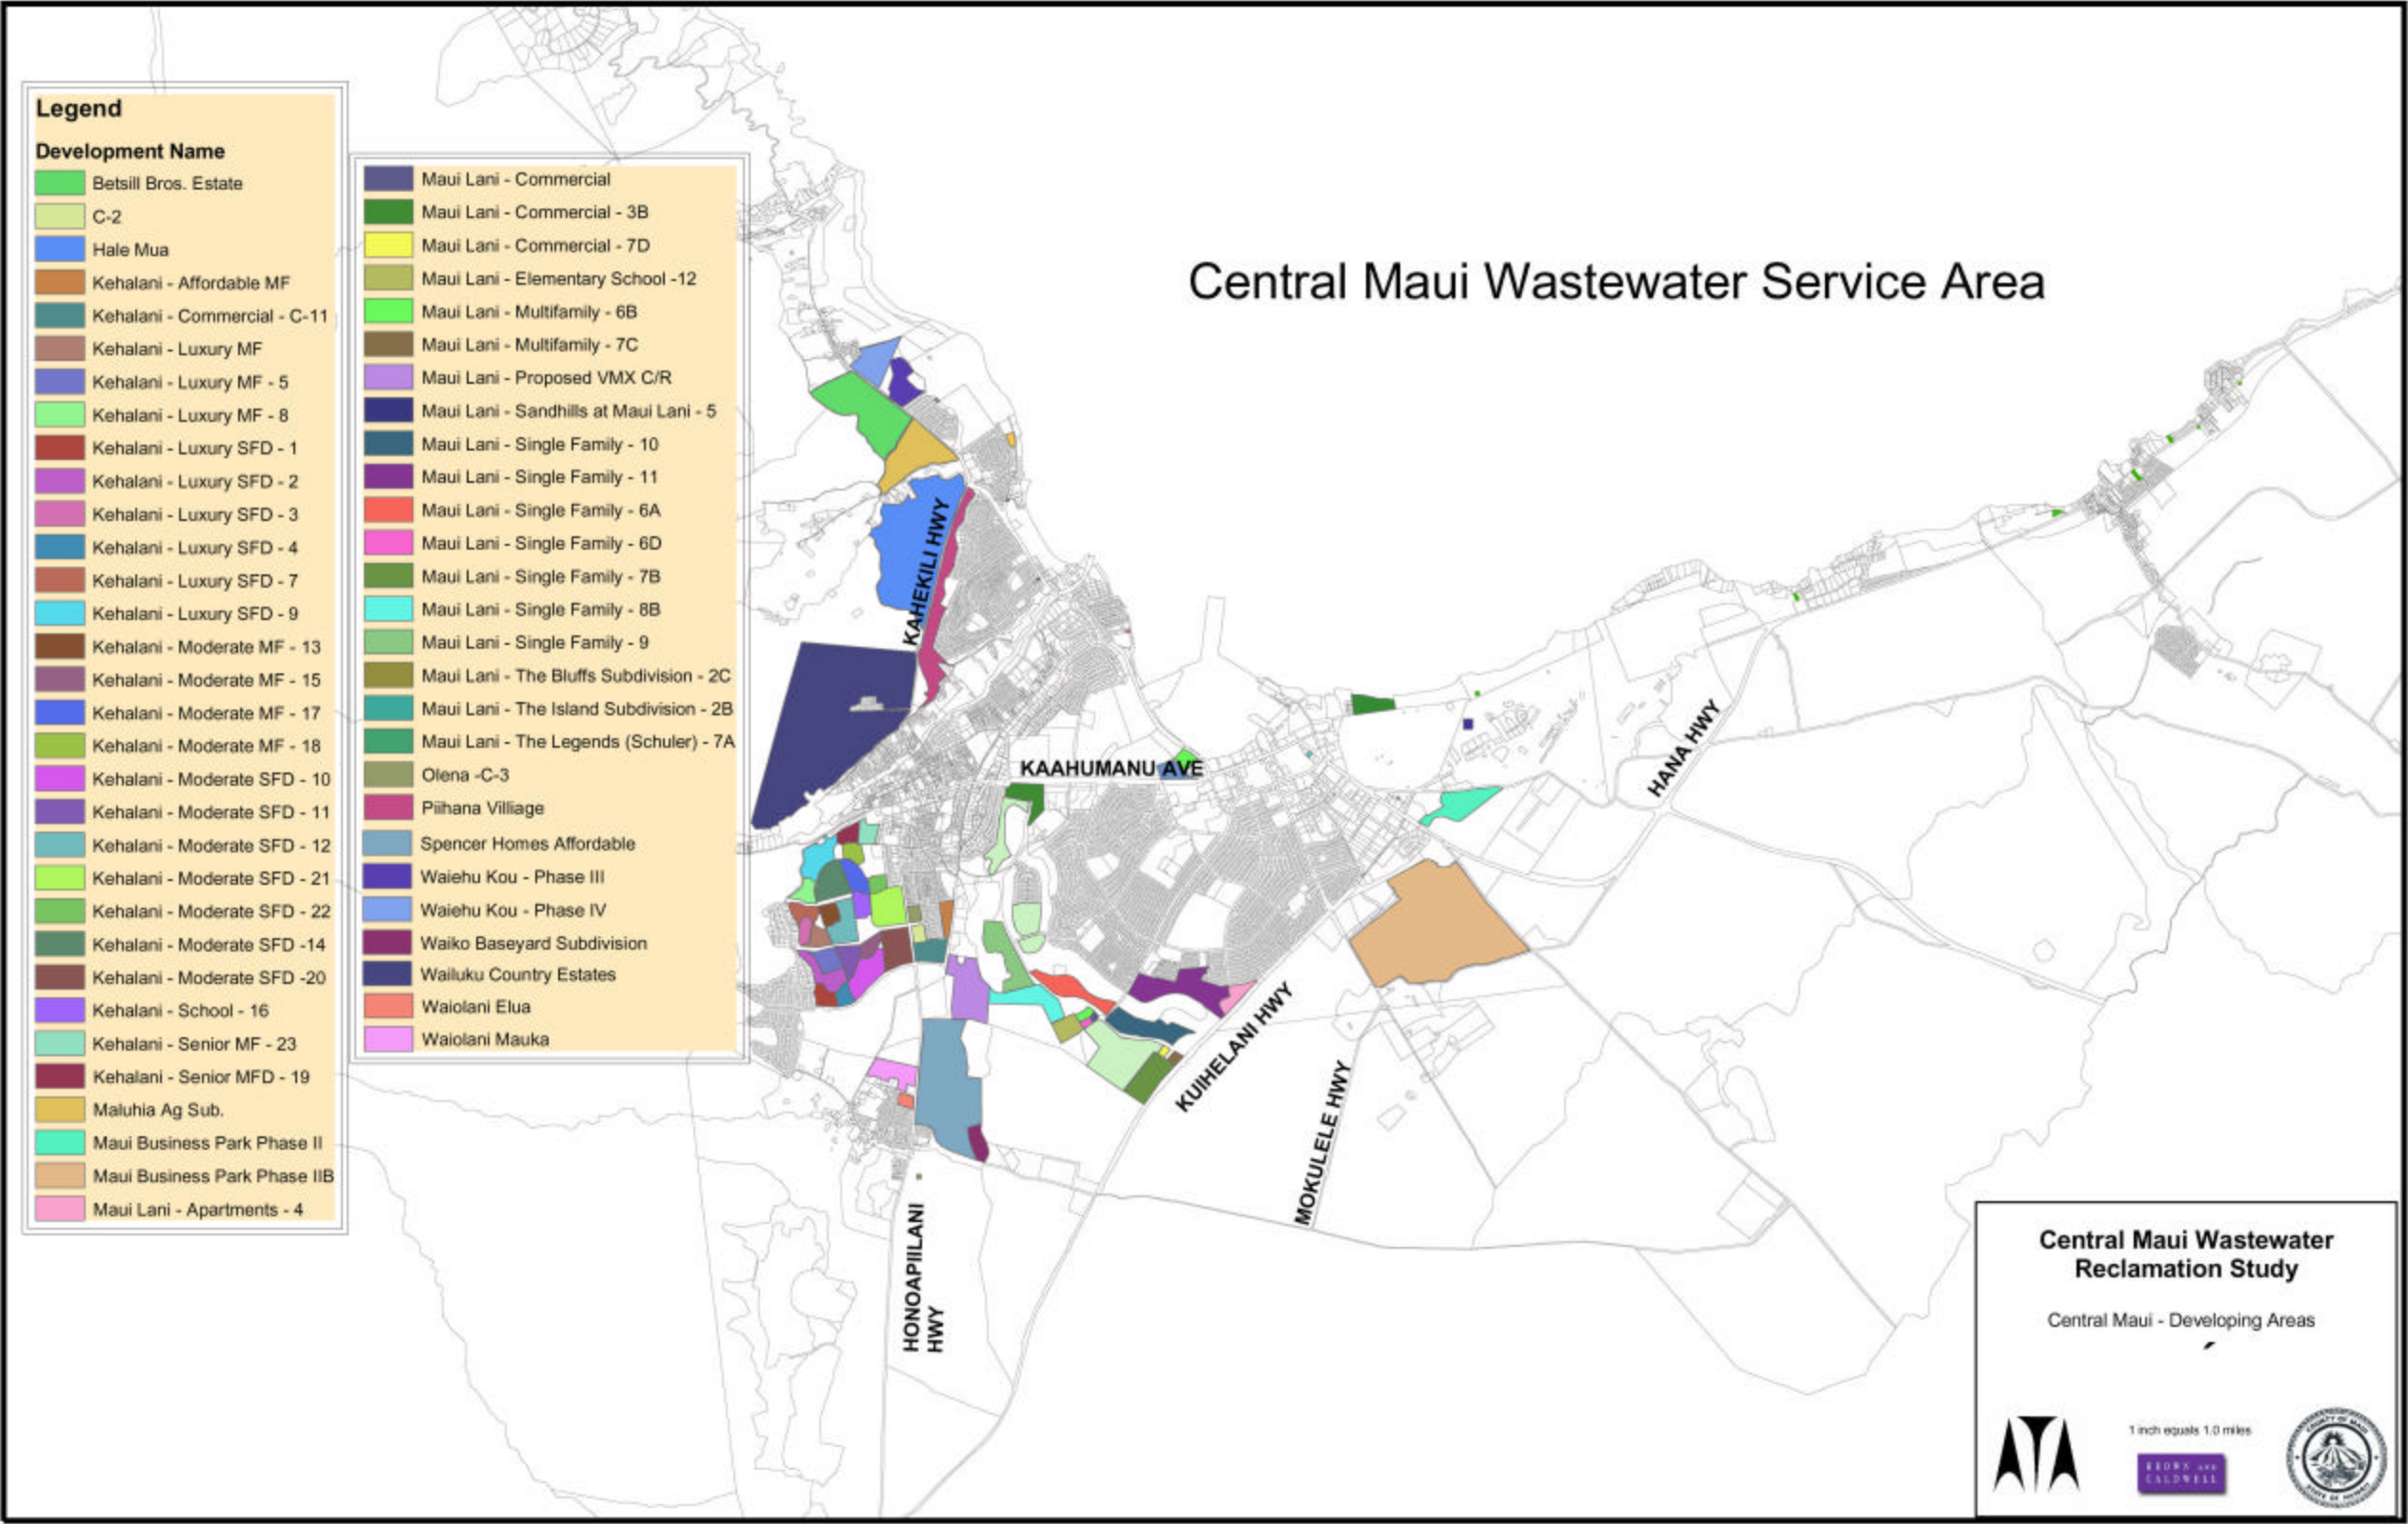 Legend
Development Name
Betsill Bros. Estate
C-2
Hale Mua
Kehalani - Affordable MF
Kehalani - Commercial - C-11
Kehalani - Luxury MF
Kehalani - Luxury MF - 5
Kehalani - Luxury MF - 8
Kehalani - Luxury SFD - 1
Kehalani - Luxury SFD - 2
Kehalani - Luxury SFD - 3
Kehalani - Luxury SFD - 4
Kehalani - Luxury SFD - 7
Kehalani - Luxury SFD - 9
Kehalani - Moderate MF - 13
Kehalani - Moderate MF - 15
Kehalani - Moderate MF - 17
Kehalani - Moderate MF - 18
Kehalani - Moderate SFD - 10
Kehalani - Moderate SFD - 11
Kehalani - Moderate SFD - 12
Kehalani - Moderate SFD - 21
Kehalani - Moderate SFD - 22
Kehalani - Moderate SFD -14
Kehalani - Moderate SFD -20
Kehalani - School - 16
Kehalani - Senior MF - 23
Kehalani - Senior MFD - 19
Maluhia Ag Sub.
Maui Business Park Phase II
Maui Business Park Phase IIB
Maui Lani - Apartments - 4
Maui Lani - Commercial
Maui Lani - Commercial - 3B
Maui Lani - Commercial - 7D
Maui Lani - Elementary School -12
Maui Lani - Multifamily - 6B
Maui Lani - Multifamily - 7C
Maui Lani - Proposed VMX C/R
Maui Lani - Sandhills at Maui Lani - 5
Maui Lani - Single Family - 10
Maui Lani - Single Family - 11
Maui Lani - Single Family - 6A
Maui Lani - Single Family - 6D
Maui Lani - Single Family - 7B
Maui Lani - Single Family - 8B
Maui Lani - Single Family - 9
Maui Lani - The Bluffs Subdivision - 2C
Maui Lani - The Island Subdivision - 2B
Maui Lani - The Legends (Schuler) - 7A
Olena -C-3
Piihana Villiage
Spencer Homes Affordable
Waiehu Kou - Phase III
Waiehu Kou - Phase IV
Waiko Baseyard Subdivision
Wailuku Country Estates
Waiolani Elua
Waiolani Mauka
Central Maui Wastewater Service Area
KAHEKILI HWY
KAAHUMANU AVE
HANA HWY
KUIHELANI HWY
MOKULELE HWY
HONOAPIILANI
HWY
Central Maui Wastewater
Reclamation Study
Central Maui - Developing Areas
1 inch equals 1.0 miles
BROWN AND
CALDWELL
COUNTY OF MAUI
STATE OF HAWAII